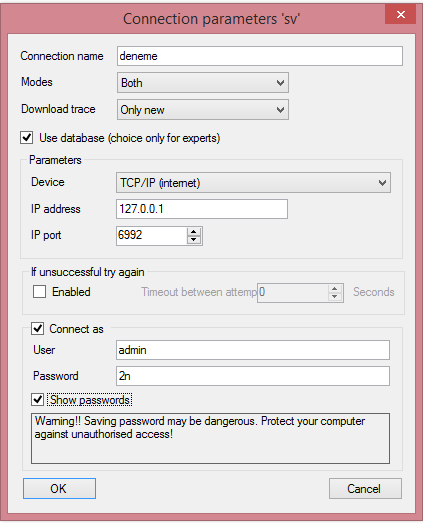 Connection parameters 'sv'
Connection name deneme
Modes Both
Download trace Only new
Use database (choice only for experts)
Parameters
Device TCP/IP (internet)
IP address 127.0.0.1
IP port 6992
If unsuccessful try again
Enabled Timeout between attemp 0 Seconds
Connect as
User admin
Password 2n
Show passwords
Warning!! Saving password may be dangerous. Protect your computer
against unauthorised access!
OK Cancel